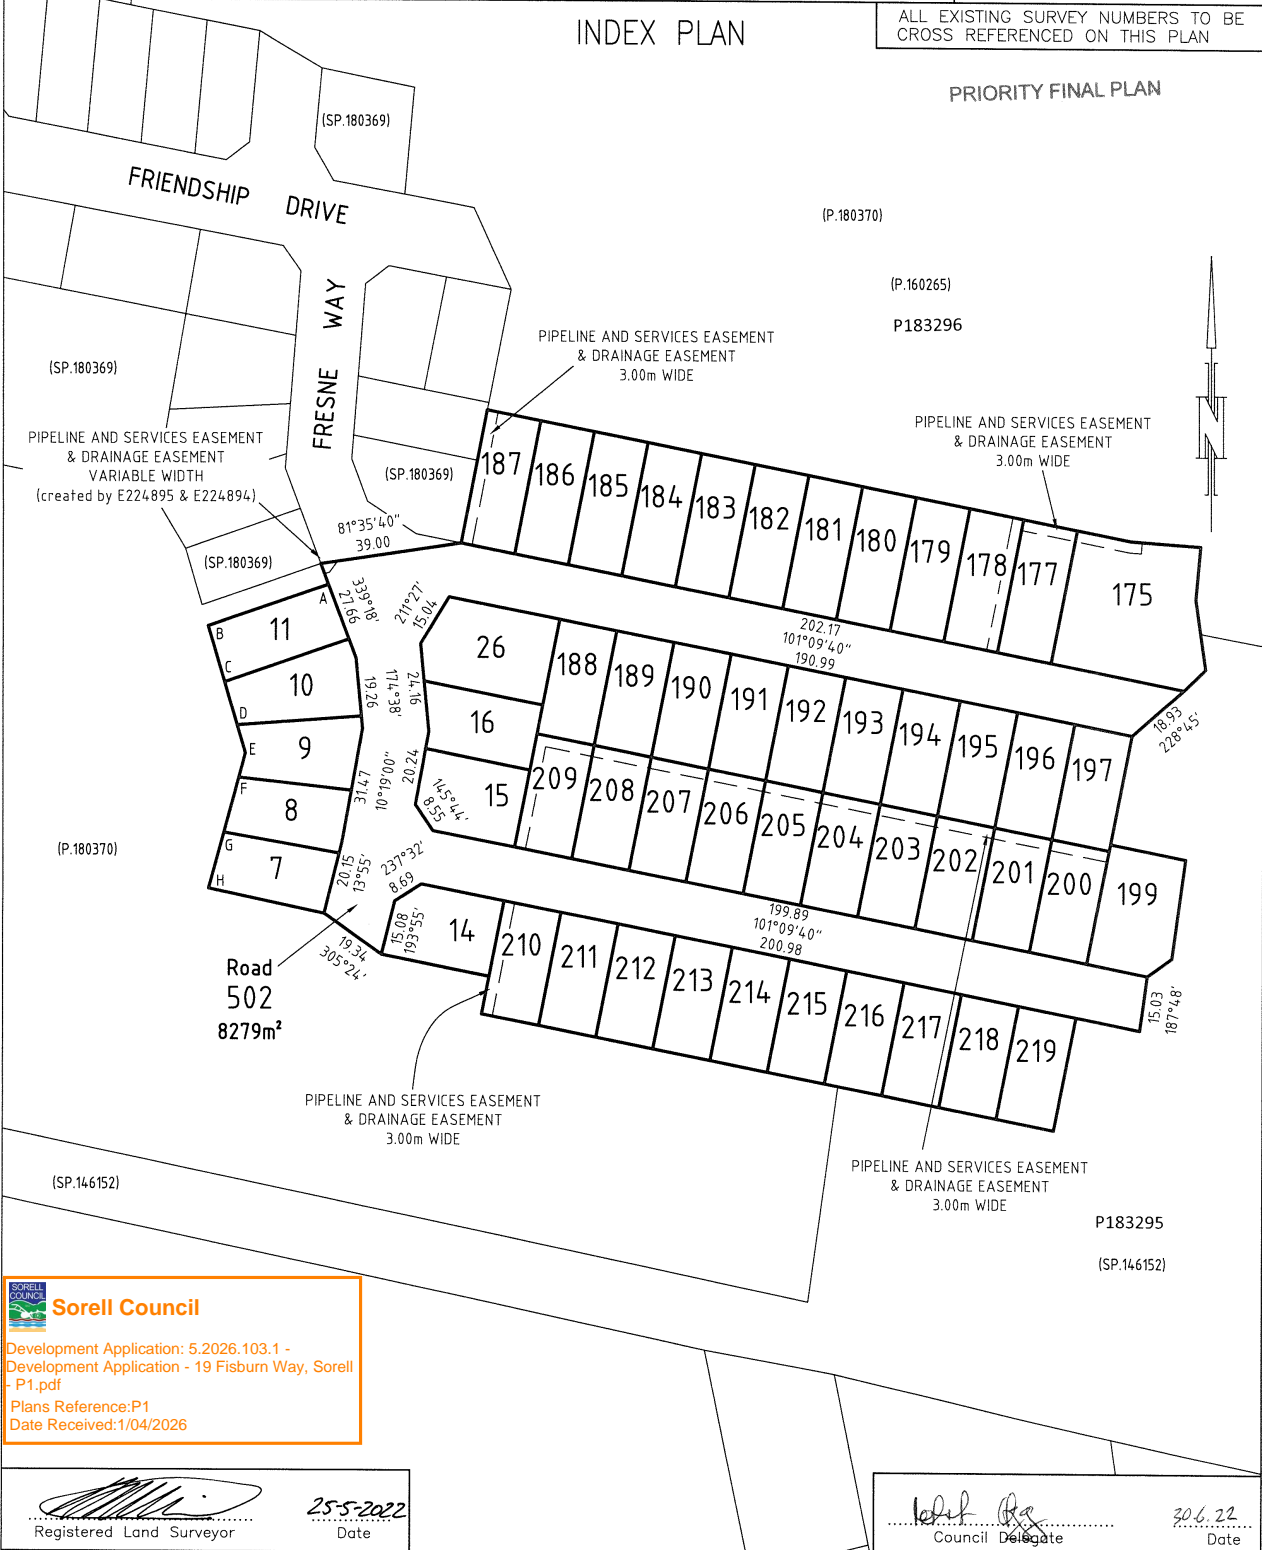 INDEX PLAN
ALL EXISTING SURVEY NUMBERS TO BE
CROSS REFERENCED ON THIS PLAN
PRIORITY FINAL PLAN
(SP.180369)
FRIENDSHIP DRIVE
(P.180370)
(P.160265)
P183296
FRESNE WAY
PIPELINE AND SERVICES EASEMENT
& DRAINAGE EASEMENT
3.00m WIDE
(SP.180369)
PIPELINE AND SERVICES EASEMENT
& DRAINAGE EASEMENT
3.00m WIDE
PIPELINE AND SERVICES EASEMENT
& DRAINAGE EASEMENT
VARIABLE WIDTH
(created by E224895 & E224894)
(SP.180369)
(SP.180369)
N
187
186
185
184
183
182
181
180
179
178
177
175
81°35'40"
39.00
339°18'
27.66
211°27'
15.04
202.17
101°09'40"
190.99
18.93
228°45'
A
B
11
C
10
D
E
9
F
8
G
7
H
19.26
174°38'
24.16
31.47
10°19'00"
20.24
145°44'
8.55
20.15
13°55'
237°32'
8.69
15.08
193°55'
19.34
305°24'
26
16
15
14
188
189
190
191
192
193
194
195
196
197
209
208
207
206
205
204
203
202
201
200
199
199.89
101°09'40"
200.98
15.03
187°48'
210
211
212
213
214
215
216
217
218
219
(P.180370)
Road
502
8279m²
PIPELINE AND SERVICES EASEMENT
& DRAINAGE EASEMENT
3.00m WIDE
PIPELINE AND SERVICES EASEMENT
& DRAINAGE EASEMENT
3.00m WIDE
(SP.146152)
P183295
(SP.146152)
SORELL
COUNCIL
Sorell Council
Development Application: 5.2026.103.1 -
Development Application - 19 Fisburn Way, Sorell
- P1.pdf
Plans Reference:P1
Date Received:1/04/2026
25-5-2022
Registered Land Surveyor
Date
30.6.22
Council Delegate
Date